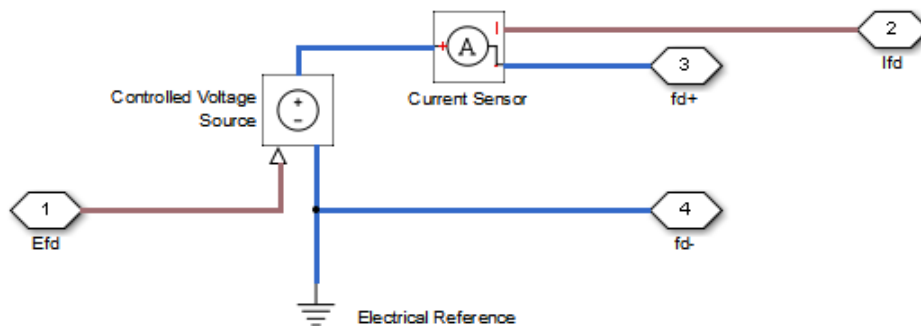 2
Ifd
+
A
I
-
3
fd+
Current Sensor
Controlled Voltage
Source
+
-
1
Efd
4
fd-
Electrical Reference